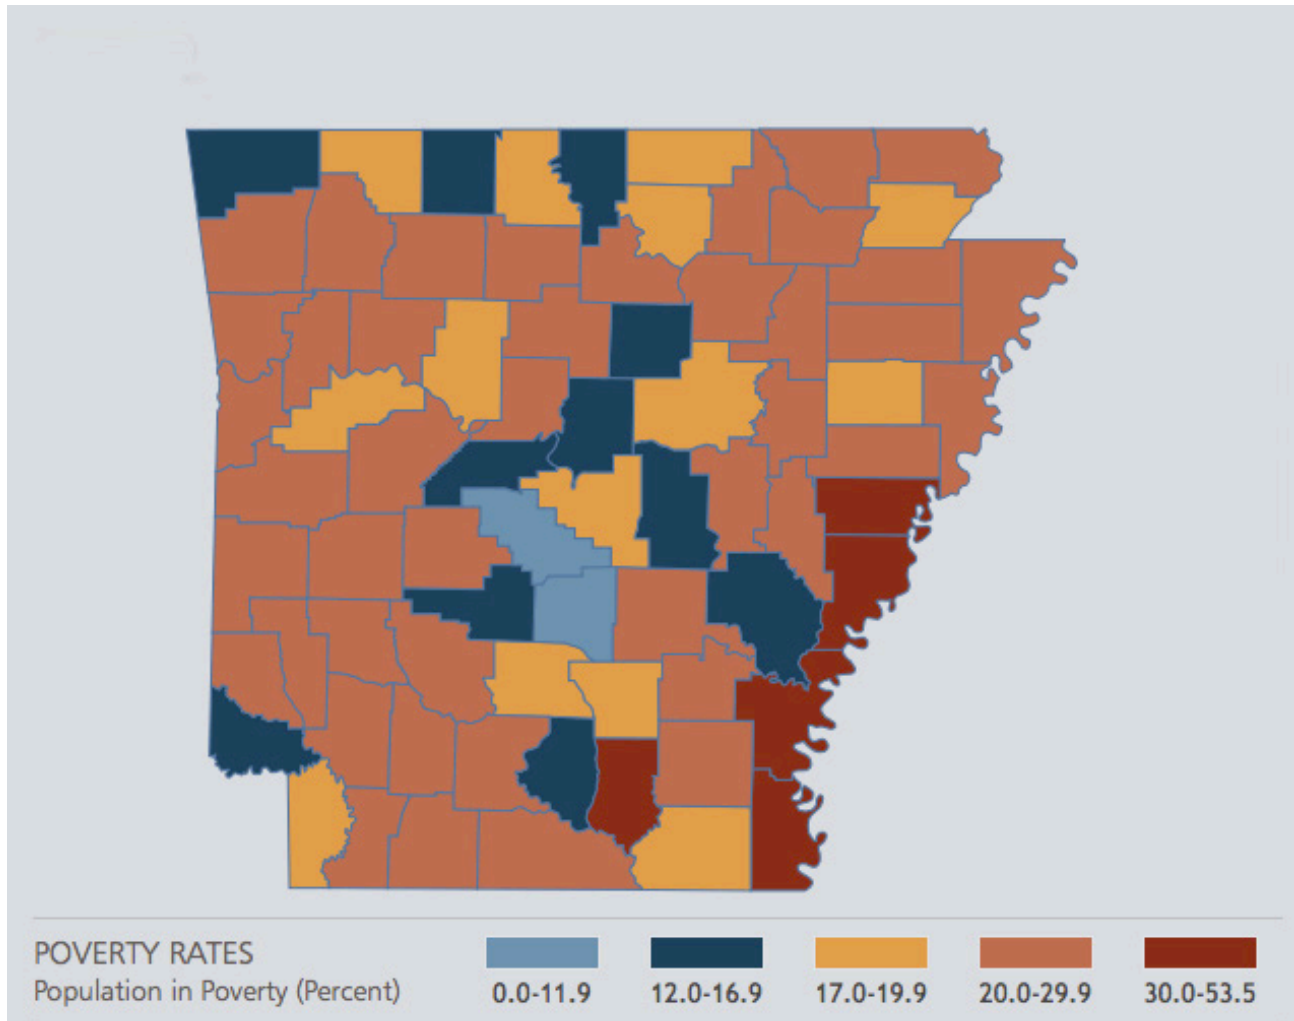 POVERTY RATES
Population in Poverty (Percent)
0.0-11.9
12.0-16.9
17.0-19.9
20.0-29.9
30.0-53.5